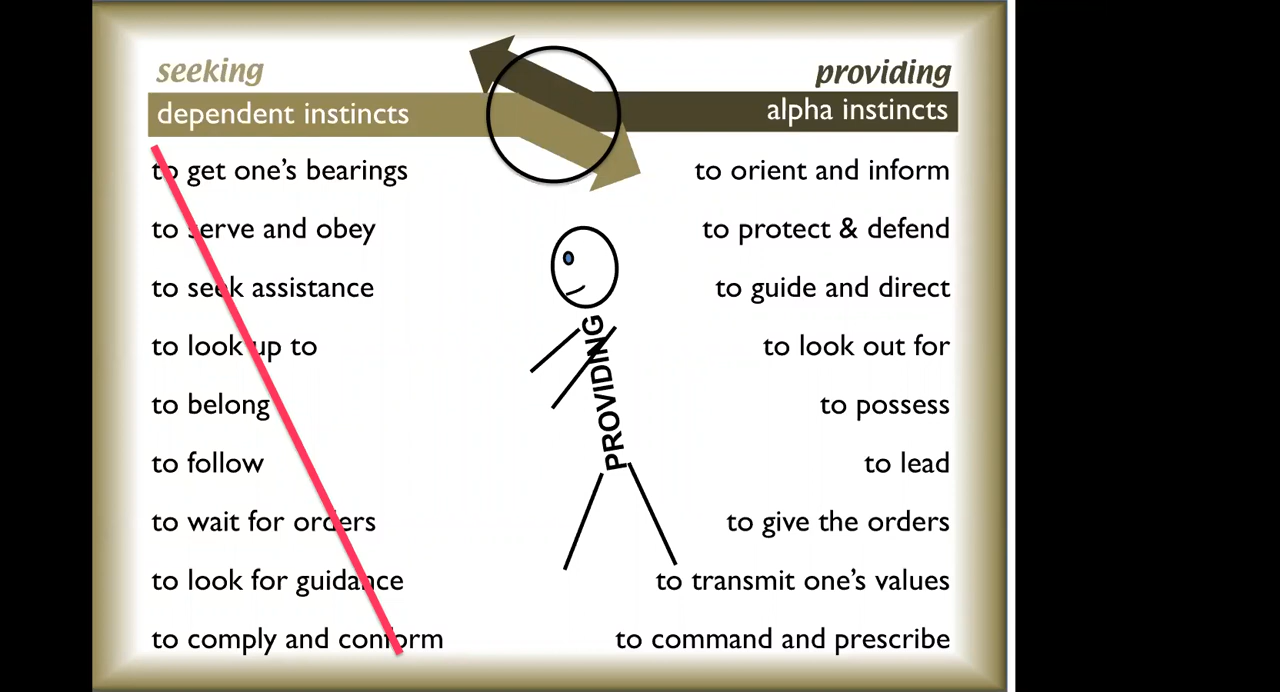 seeking
providing
dependent instincts
alpha instincts
to get one's bearings
to orient and inform
to serve and obey
to protect & defend
to seek assistance
to guide and direct
to look up to
to look out for
to belong
to possess
to follow
to lead
to wait for orders
to give the orders
to look for guidance
to transmit one's values
to comply and conform
to command and prescribe
PROVIDING